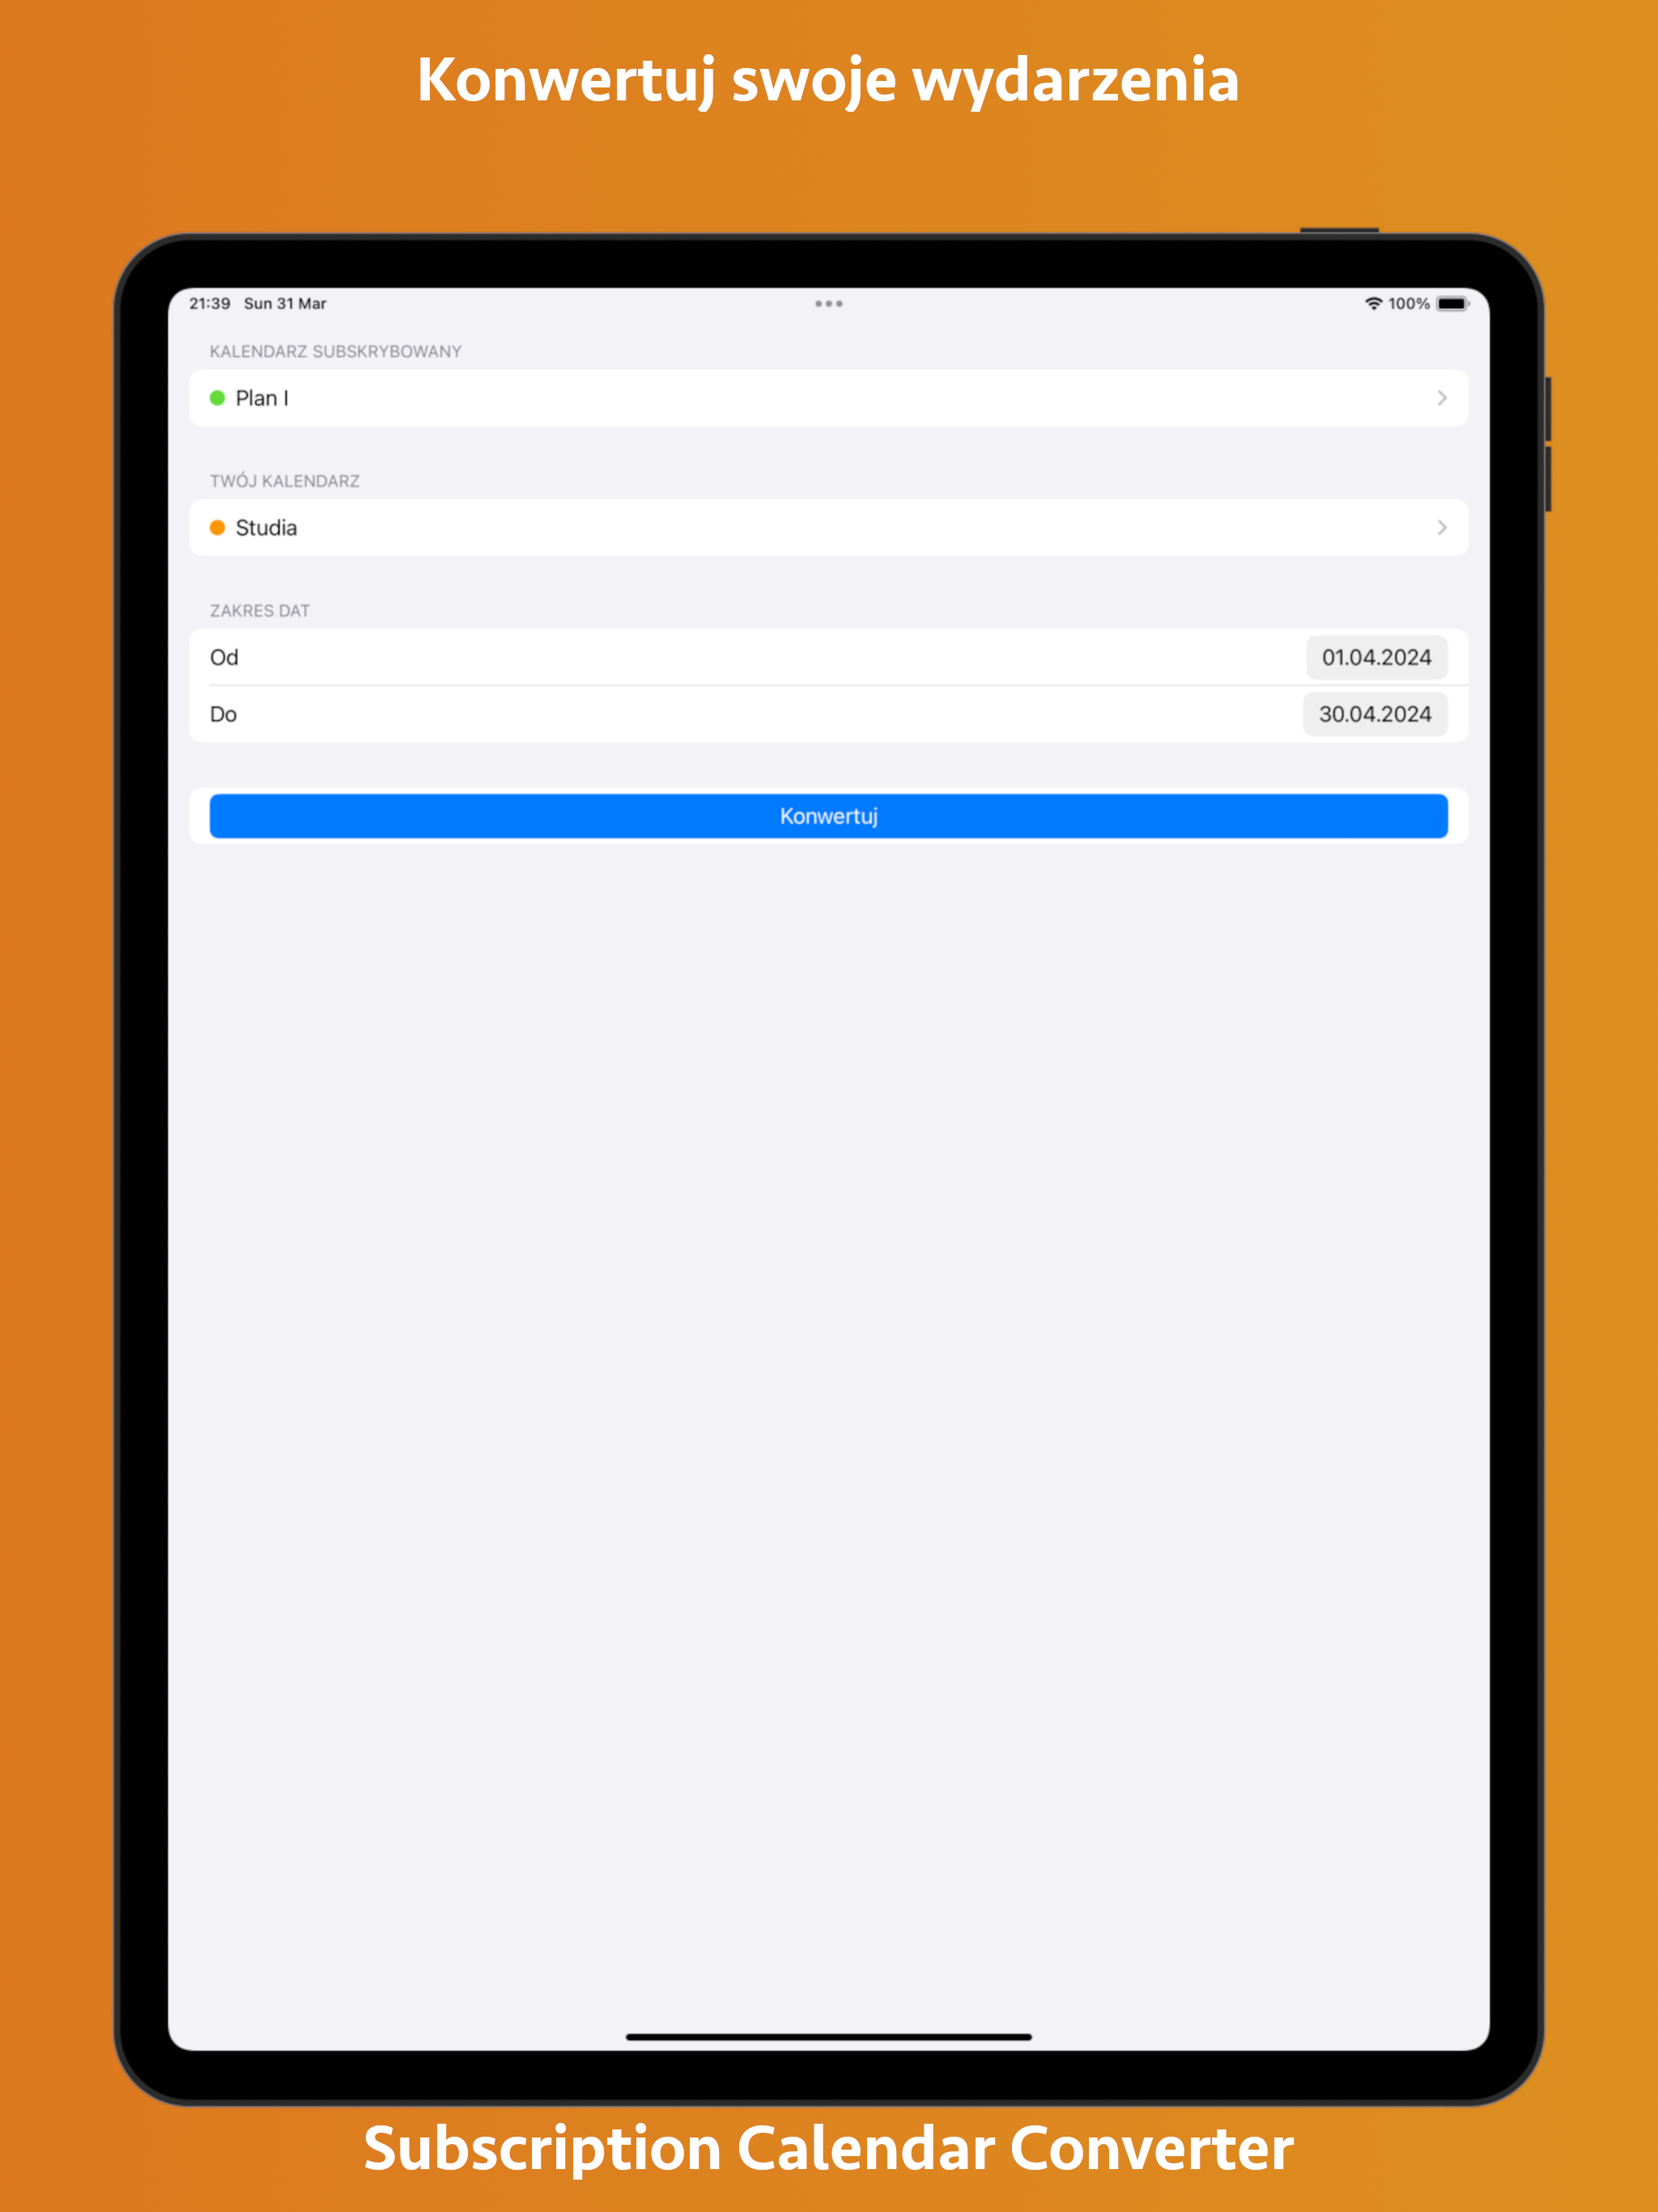 Konwertuj swoje wydarzenia
21:39 Sun 31 Mar
100%
KALENDARZ SUBSKRYBOWANY
Plan I
TWÓJ KALENDARZ
Studia
ZAKRES DAT
Od 01.04.2024
Do 30.04.2024
Konwertuj
Subscription Calendar Converter